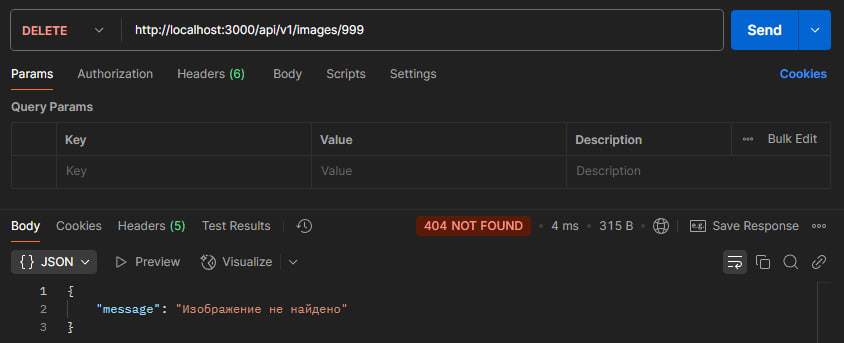 DELETE http://localhost:3000/api/v1/images/999 Send
Params Authorization Headers (6) Body Scripts Settings Cookies
Query Params
Key Value Description Bulk Edit
Key Value Description
Body Cookies Headers (5) Test Results 404 NOT FOUND • 4 ms • 315 B e.g. Save Response
{} JSON Preview Visualize
1 {
2 "message": "Изображение не найдено"
3 }